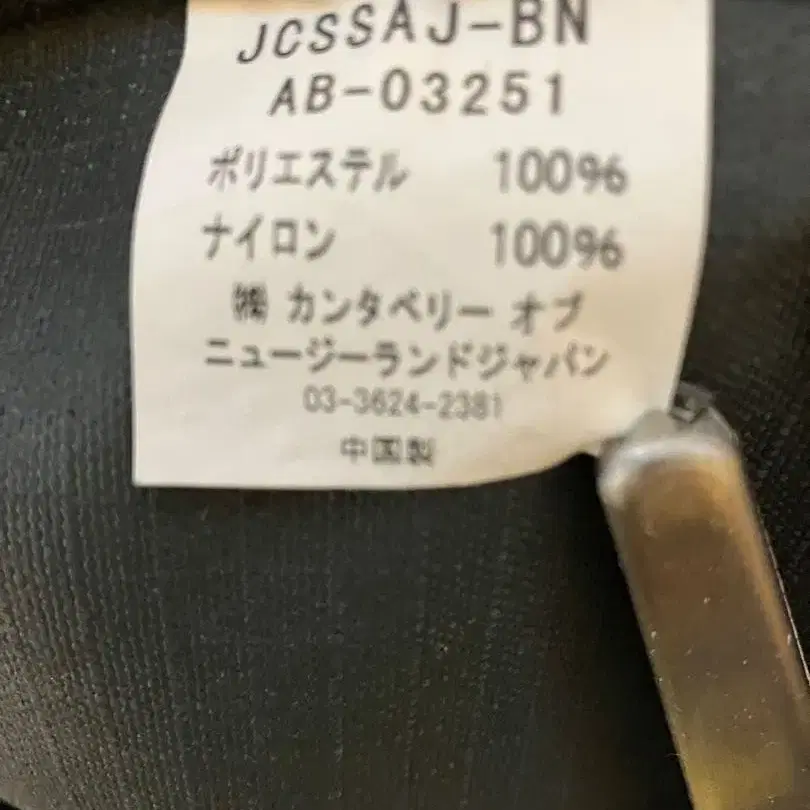 JCSSAJ-BN
AB-03251
ポリエステル 100%
ナイロン 100%
㈱ カンタベリー オブ
ニュージーランドジャパン
03-3624-2381
中国製